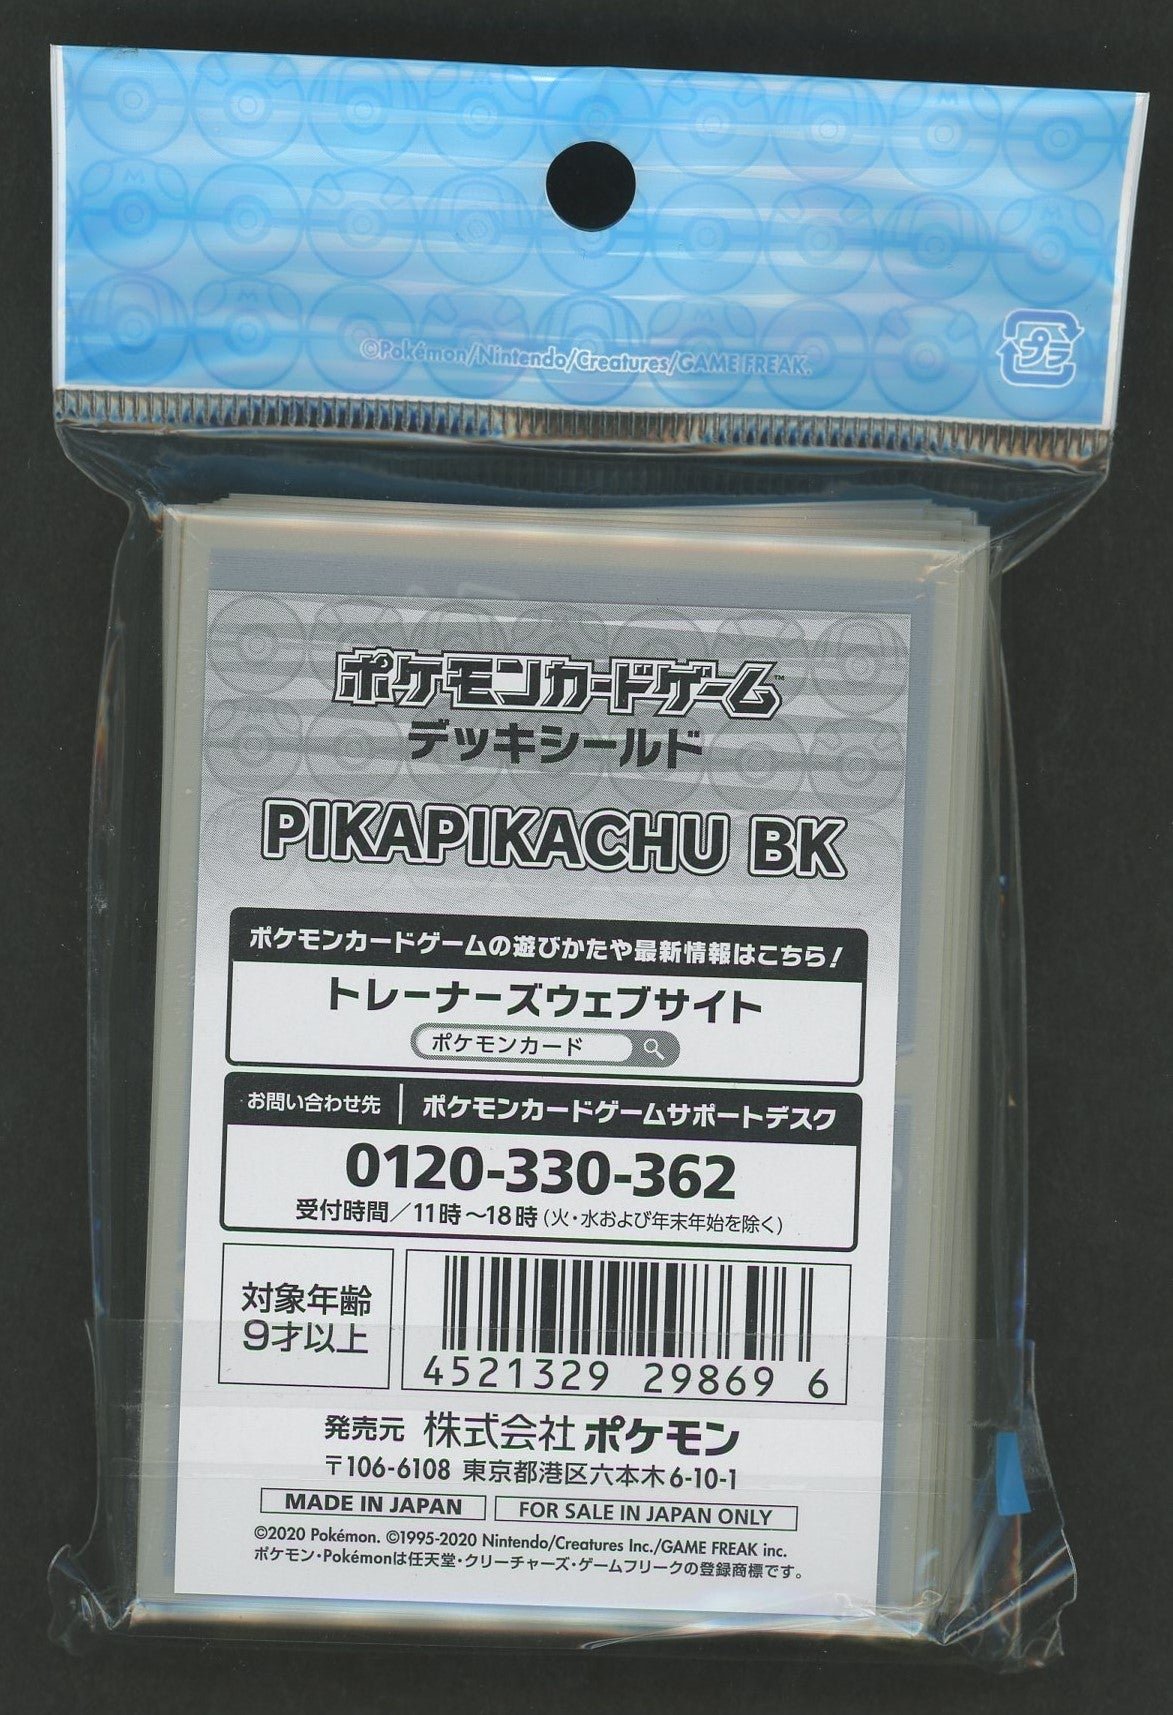 ©Pokémon/Nintendo/Creatures/GAME FREAK.
プラ
ポケモンカードゲーム™
デッキシールド
PIKAPIKACHU BK
ポケモンカードゲームの遊びかたや最新情報はこちら!
トレーナーズウェブサイト
ポケモンカード
お問い合わせ先 ポケモンカードゲームサポートデスク
0120-330-362
受付時間/11時～18時(火・水および年末年始を除く)
対象年齢
9才以上
4521329 29869 6
発売元 株式会社ポケモン
〒106-6108 東京都港区六本木6-10-1
MADE IN JAPAN FOR SALE IN JAPAN ONLY
©2020 Pokémon. ©1995-2020 Nintendo/Creatures Inc./GAME FREAK inc.
ポケモン・Pokémonは任天堂・クリーチャーズ・ゲームフリークの登録商標です。